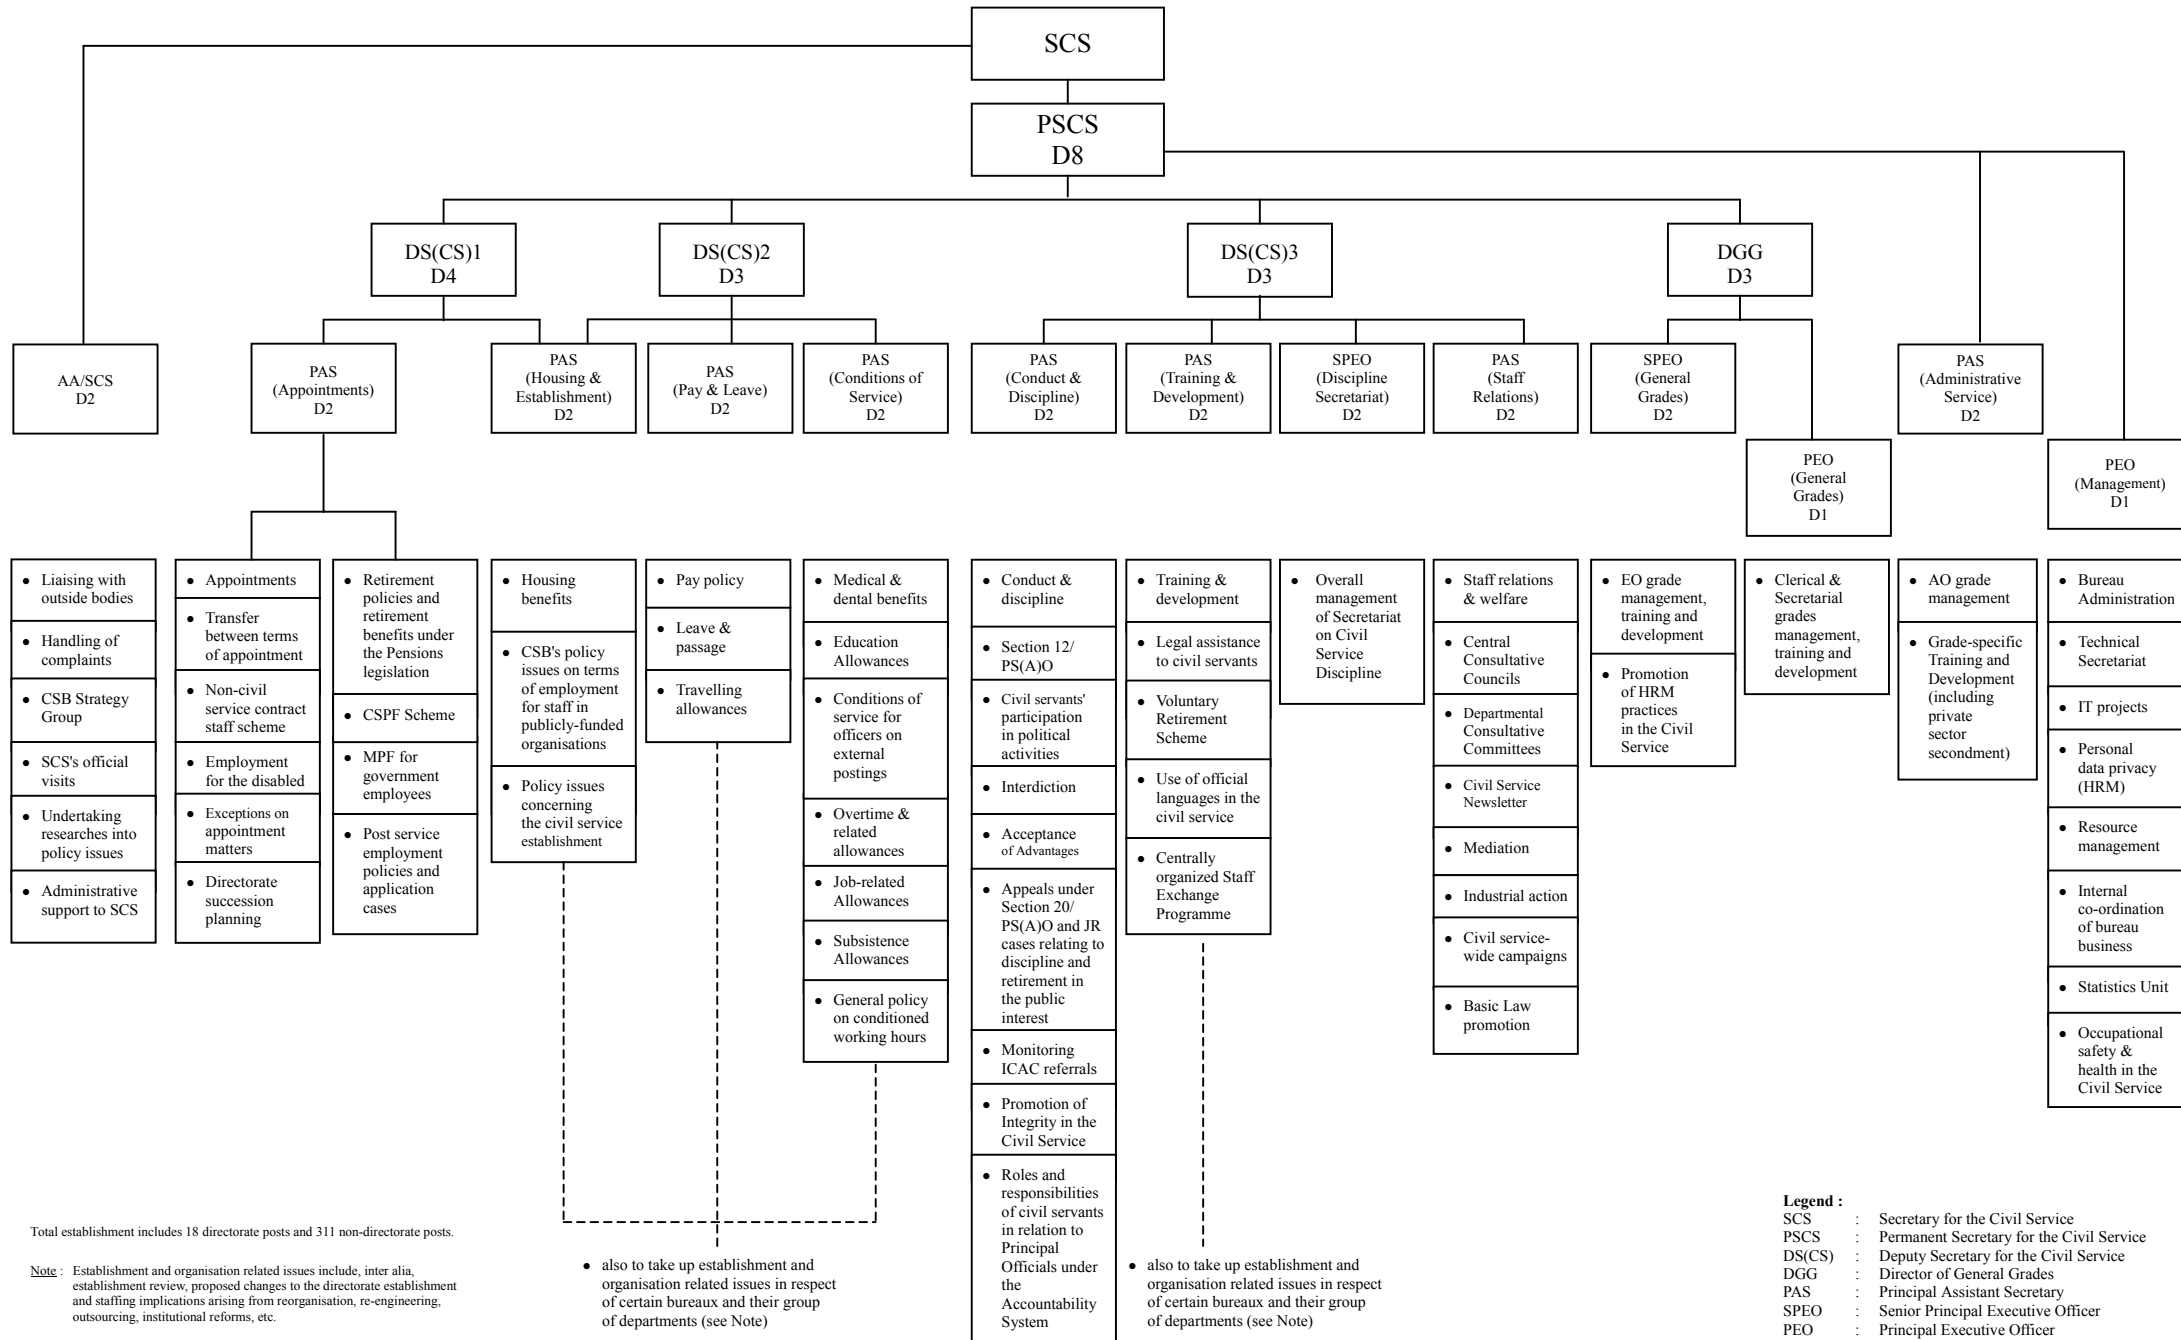 SCS
PSCS
D8
DS(CS)1
D4
DS(CS)2
D3
DS(CS)3
D3
DGG
D3
AA/SCS
D2
PAS
(Appointments)
D2
PAS
(Housing &
Establishment)
D2
PAS
(Pay & Leave)
D2
PAS
(Conditions of
Service)
D2
PAS
(Conduct &
Discipline)
D2
PAS
(Training &
Development)
D2
SPEO
(Discipline
Secretariat)
D2
PAS
(Staff
Relations)
D2
SPEO
(General
Grades)
D2
PEO
(General
Grades)
D1
PAS
(Administrative
Service)
D2
PEO
(Management)
D1
● Liaising with
outside bodies
● Handling of
complaints
● CSB Strategy
Group
● SCS's official
visits
● Undertaking
researches into
policy issues
● Administrative
support to SCS
● Appointments
● Transfer
between terms
of appointment
● Non-civil
service contract
staff scheme
● Employment
for the disabled
● Exceptions on
appointment
matters
● Directorate
succession
planning
● Retirement
policies and
retirement
benefits under
the Pensions
legislation
● CSPF Scheme
● MPF for
government
employees
● Post service
employment
policies and
application
cases
● Housing
benefits
● CSB's policy
issues on terms
of employment
for staff in
publicly-funded
organisations
● Policy issues
concerning
the civil service
establishment
● Pay policy
● Leave &
passage
● Travelling
allowances
● Medical &
dental benefits
● Education
Allowances
● Conditions of
service for
officers on
external
postings
● Overtime &
related
allowances
● Job-related
Allowances
● Subsistence
Allowances
● General policy
on conditioned
working hours
● Conduct &
discipline
● Section 12/
PS(A)O
● Civil servants'
participation
in political
activities
● Interdiction
● Acceptance
of Advantages
● Appeals under
Section 20/
PS(A)O and JR
cases relating to
discipline and
retirement in
the public
interest
● Monitoring
ICAC referrals
● Promotion of
Integrity in the
Civil Service
● Roles and
responsibilities
of civil servants
in relation to
Principal
Officials under
the
Accountability
System
● Training &
development
● Legal assistance
to civil servants
● Voluntary
Retirement
Scheme
● Use of official
languages in the
civil service
● Centrally
organized Staff
Exchange
Programme
● Overall
management
of Secretariat
on Civil
Service
Discipline
● Staff relations
& welfare
● Central
Consultative
Councils
● Departmental
Consultative
Committees
● Civil Service
Newsletter
● Mediation
● Industrial action
● Civil service-
wide campaigns
● Basic Law
promotion
● EO grade
management,
training and
development
● Promotion
of HRM
practices
in the Civil
Service
● Clerical &
Secretarial
grades
management,
training and
development
● AO grade
management
● Grade-specific
Training and
Development
(including
private
sector
secondment)
● Bureau
Administration
● Technical
Secretariat
● IT projects
● Personal
data privacy
(HRM)
● Resource
management
● Internal
co-ordination
of bureau
business
● Statistics Unit
● Occupational
safety &
health in the
Civil Service
● also to take up establishment and
organisation related issues in respect
of certain bureaux and their group
of departments (see Note)
● also to take up establishment and
organisation related issues in respect
of certain bureaux and their group
of departments (see Note)
Total establishment includes 18 directorate posts and 311 non-directorate posts.
Note : Establishment and organisation related issues include, inter alia,
establishment review, proposed changes to the directorate establishment
and staffing implications arising from reorganisation, re-engineering,
outsourcing, institutional reforms, etc.
Legend :
SCS : Secretary for the Civil Service
PSCS : Permanent Secretary for the Civil Service
DS(CS) : Deputy Secretary for the Civil Service
DGG : Director of General Grades
PAS : Principal Assistant Secretary
SPEO : Senior Principal Executive Officer
PEO : Principal Executive Officer